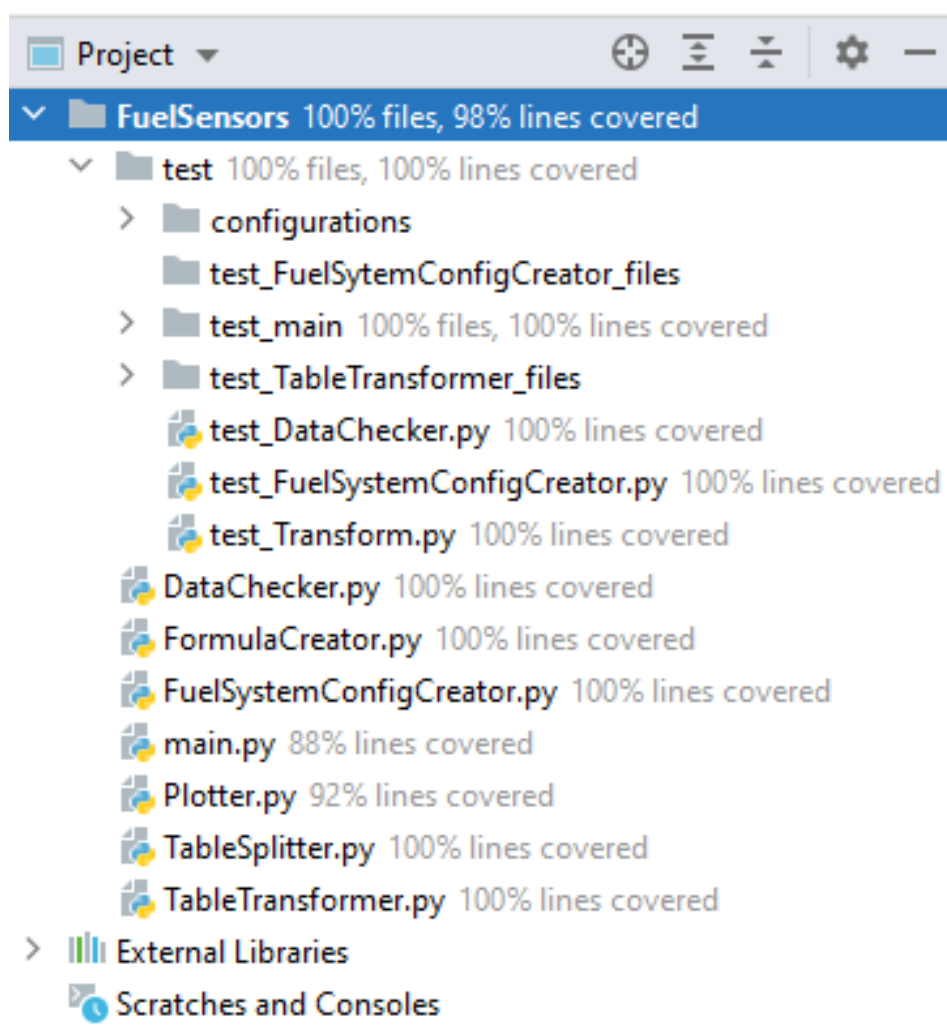 Project
FuelSensors 100% files, 98% lines covered
test 100% files, 100% lines covered
configurations
test_FuelSytemConfigCreator_files
test_main 100% files, 100% lines covered
test_TableTransformer_files
test_DataChecker.py 100% lines covered
test_FuelSystemConfigCreator.py 100% lines covered
test_Transform.py 100% lines covered
DataChecker.py 100% lines covered
FormulaCreator.py 100% lines covered
FuelSystemConfigCreator.py 100% lines covered
main.py 88% lines covered
Plotter.py 92% lines covered
TableSplitter.py 100% lines covered
TableTransformer.py 100% lines covered
External Libraries
Scratches and Consoles